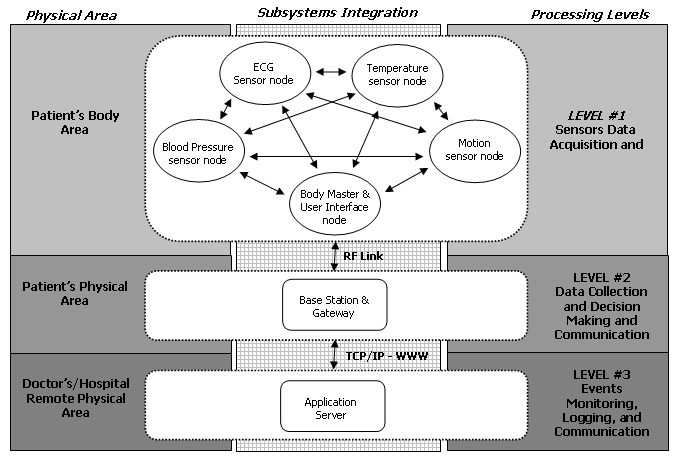 Physical Area
Subsystems Integration
Processing Levels
Patient's Body
Area
ECG
Sensor node
Temperature
sensor node
Blood Pressure
sensor node
Motion
sensor node
Body Master &
User Interface
node
LEVEL #1
Sensors Data
Acquisition and
RF Link
Patient's Physical
Area
Base Station &
Gateway
LEVEL #2
Data Collection
and Decision
Making and
Communication
TCP/IP - WWW
Doctor's/Hospital
Remote Physical
Area
Application
Server
LEVEL #3
Events
Monitoring,
Logging, and
Communication